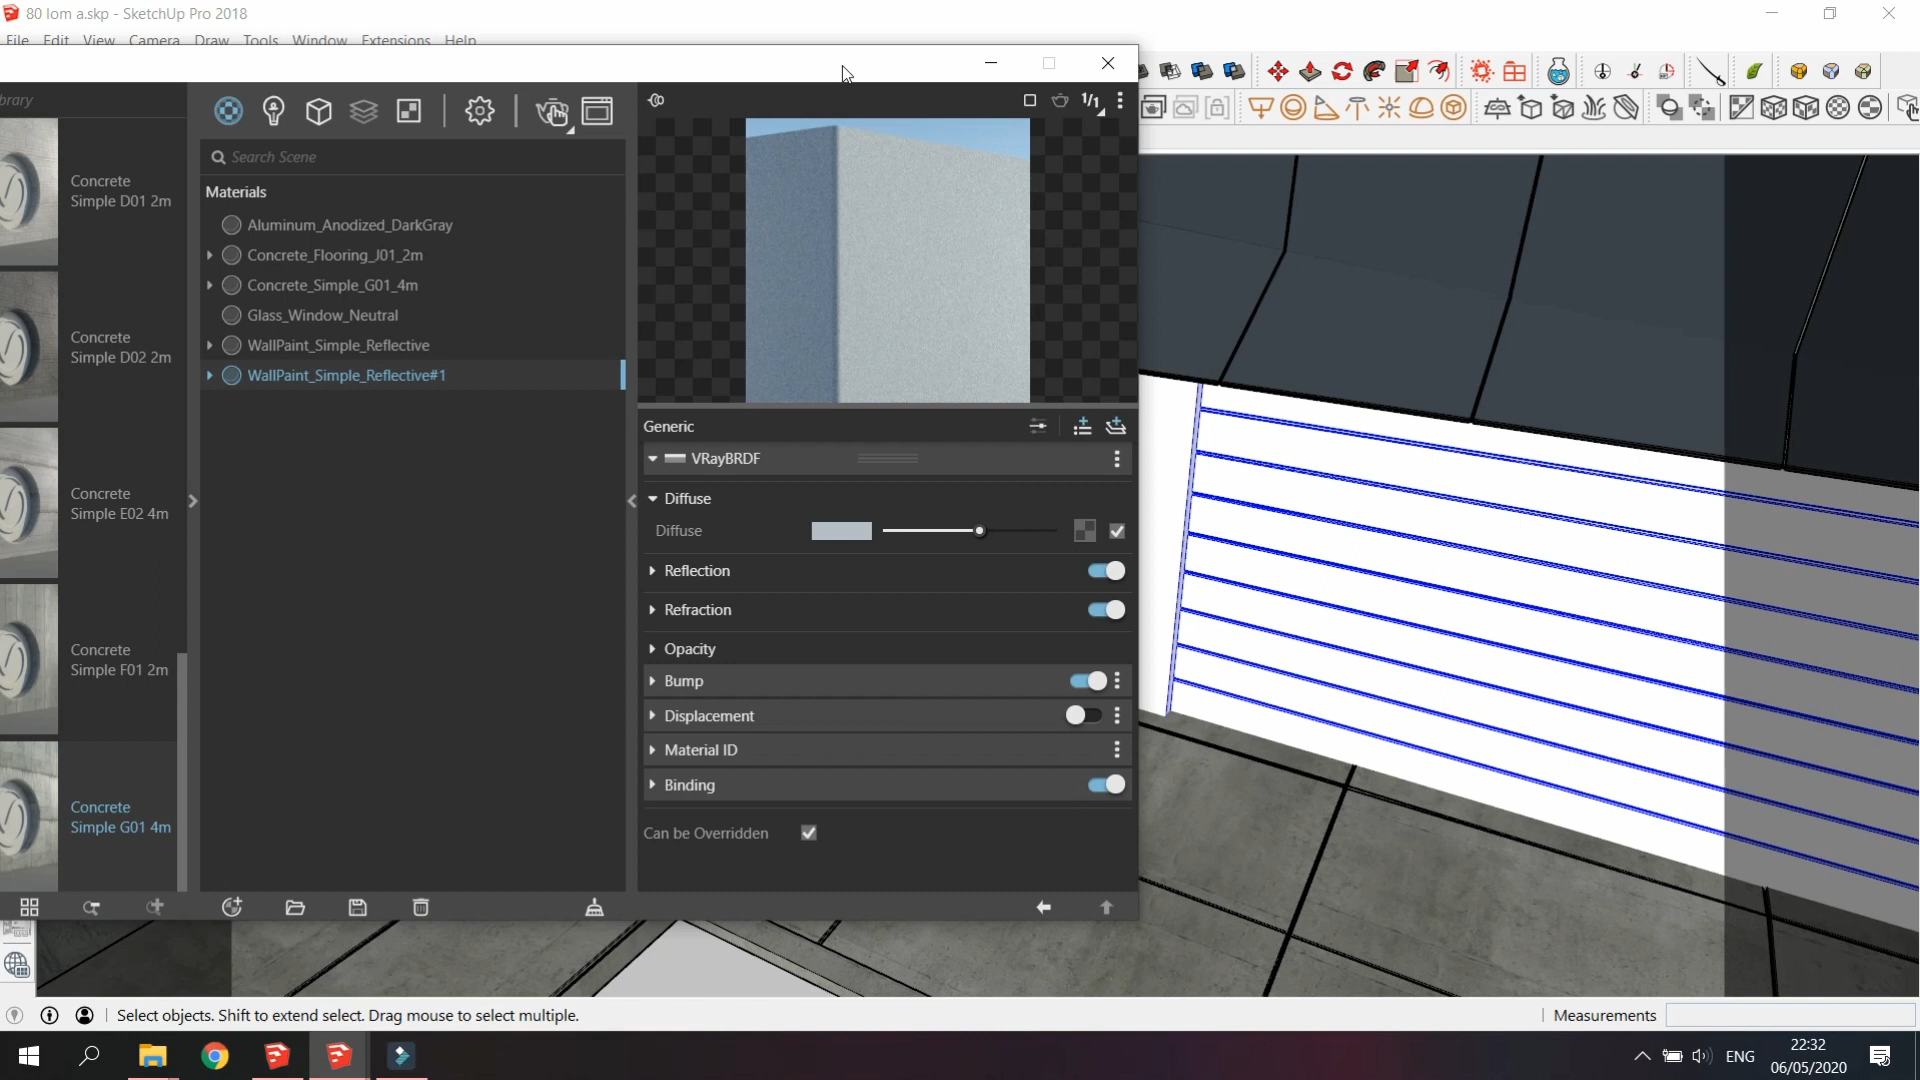 80 lom a.skp - SketchUp Pro 2018
File Edit View Camera Draw Tools Window Extensions Help
brary
1/1
Search Scene
Materials
Concrete
Simple D01 2m
Aluminum_Anodized_DarkGray
Concrete_Flooring_J01_2m
Concrete_Simple_G01_4m
Glass_Window_Neutral
WallPaint_Simple_Reflective
WallPaint_Simple_Reflective#1
Concrete
Simple D02 2m
Concrete
Simple E02 4m
Concrete
Simple F01 2m
Concrete
Simple G01 4m
Generic
VRayBRDF
Diffuse
Diffuse
Reflection
Refraction
Opacity
Bump
Displacement
Material ID
Binding
Can be Overridden
Select objects. Shift to extend select. Drag mouse to select multiple.
Measurements
ENG
22:32
06/05/2020